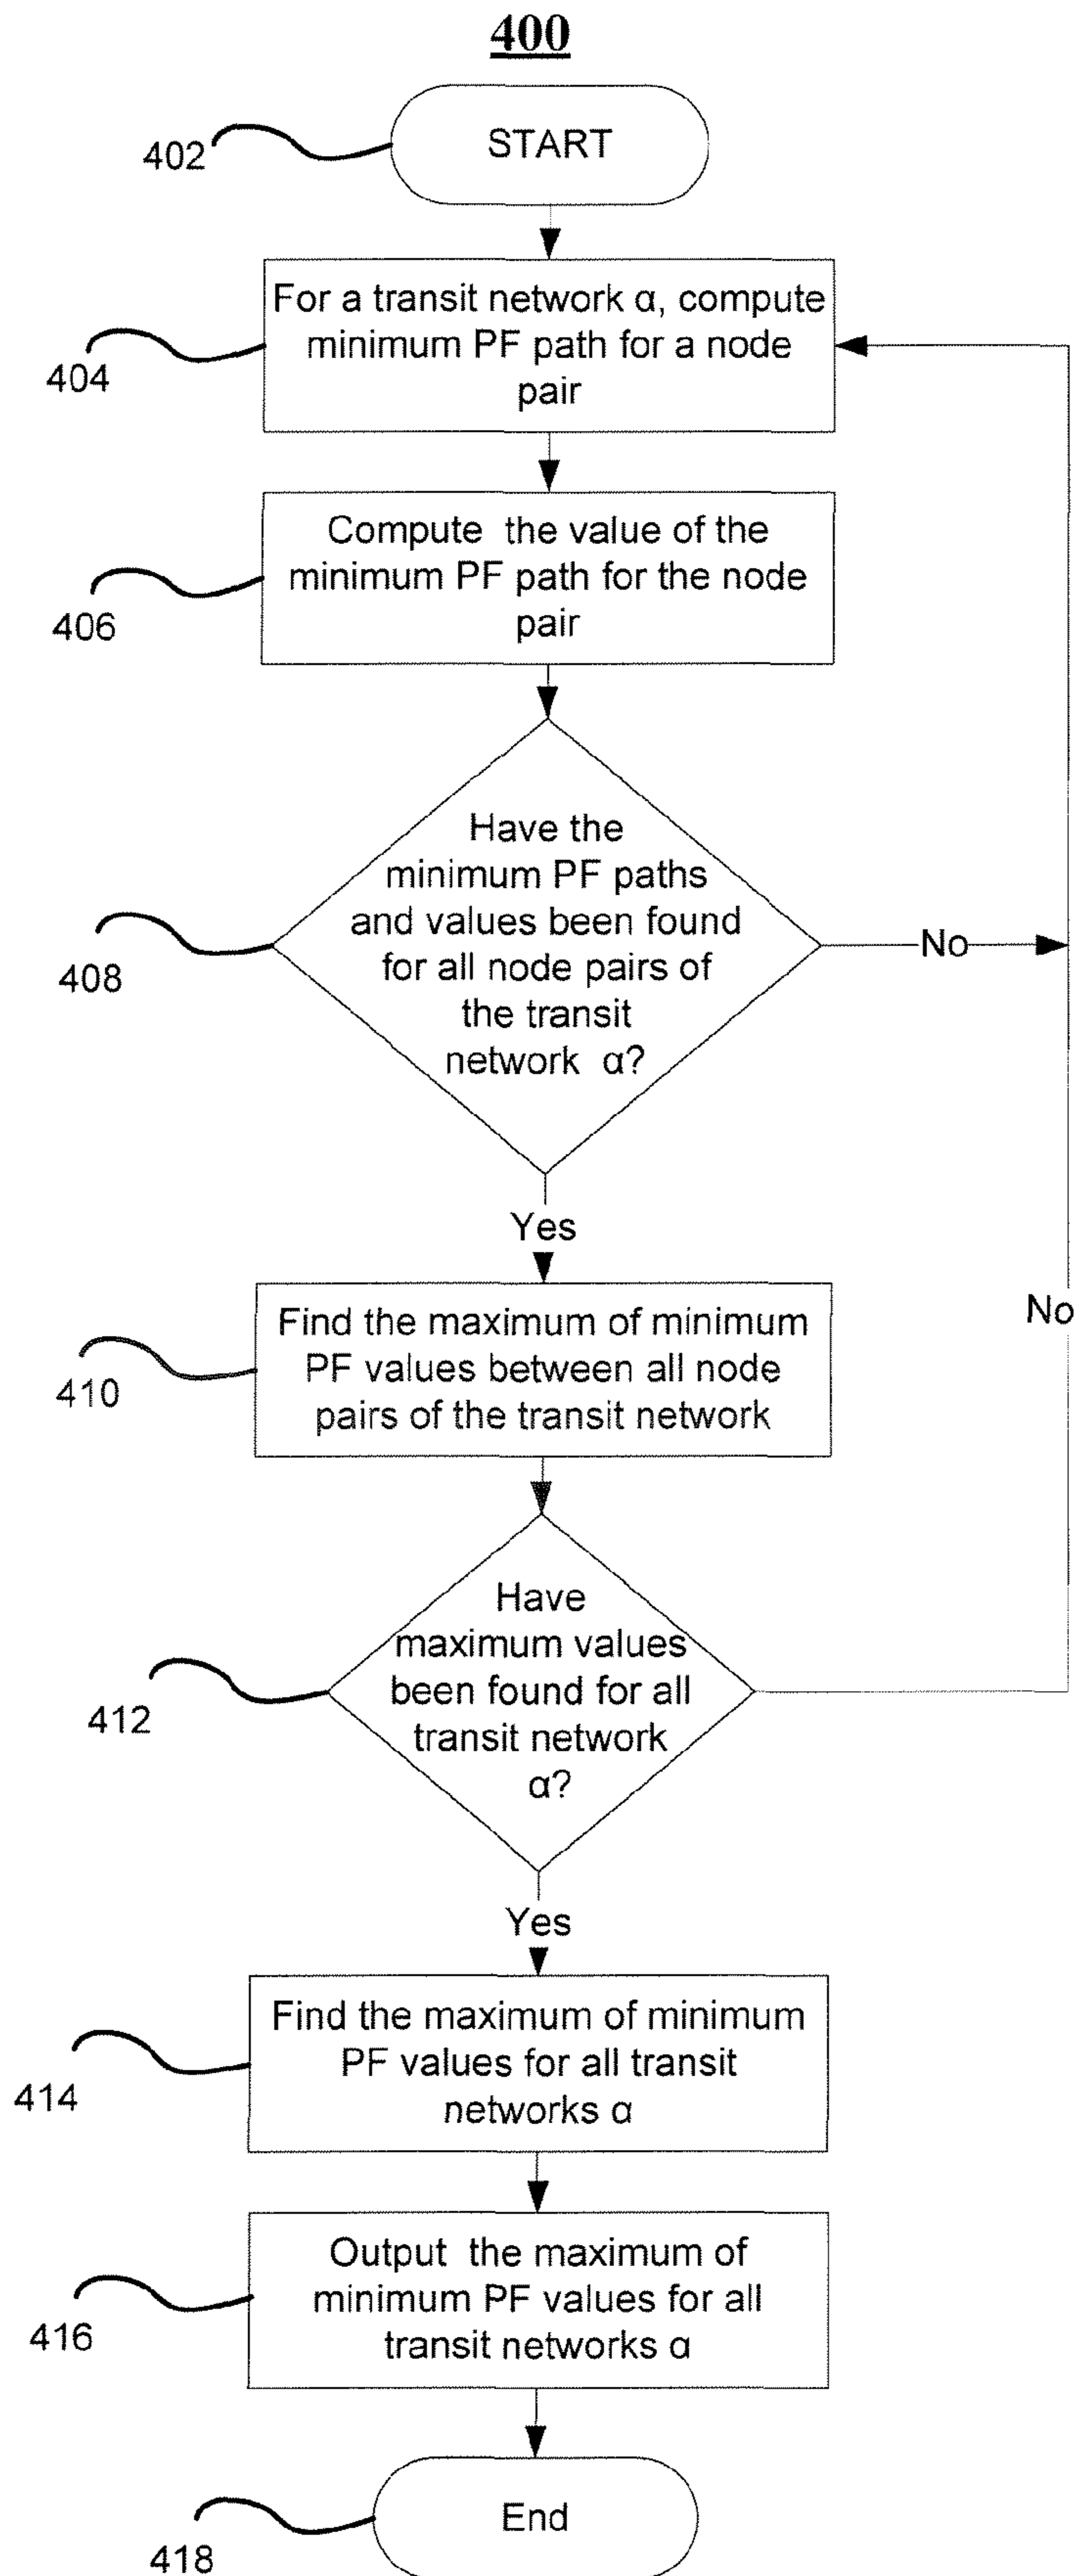 400
START
402
For a transit network α, compute
minimum PF path for a node
pair
404
Compute the value of the
minimum PF path for the node
pair
406
Have the
minimum PF paths
and values been found
for all node pairs of
the transit
network α?
No
408
Yes
Find the maximum of minimum
PF values between all node
pairs of the transit network
No
410
Have
maximum values
been found for all
transit network
α?
412
Yes
Find the maximum of minimum
PF values for all transit
networks α
414
Output the maximum of
minimum PF values for all
transit networks α
416
End
418